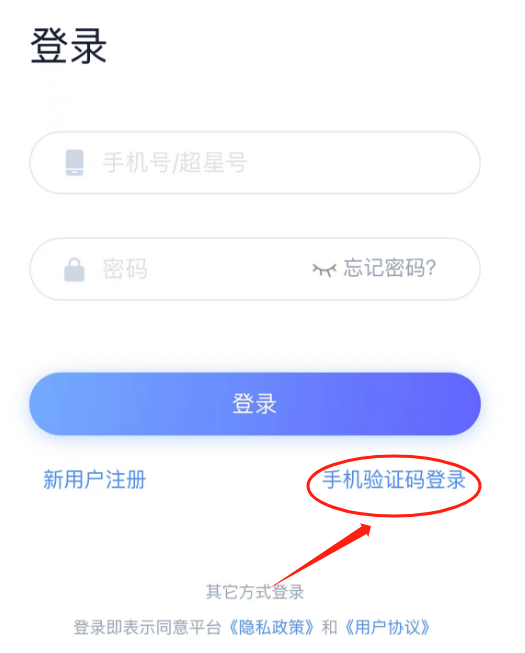 登录
手机号/超星号
密码 忘记密码?
登录
新用户注册 手机验证码登录
其它方式登录
登录即表示同意平台《隐私政策》和《用户协议》